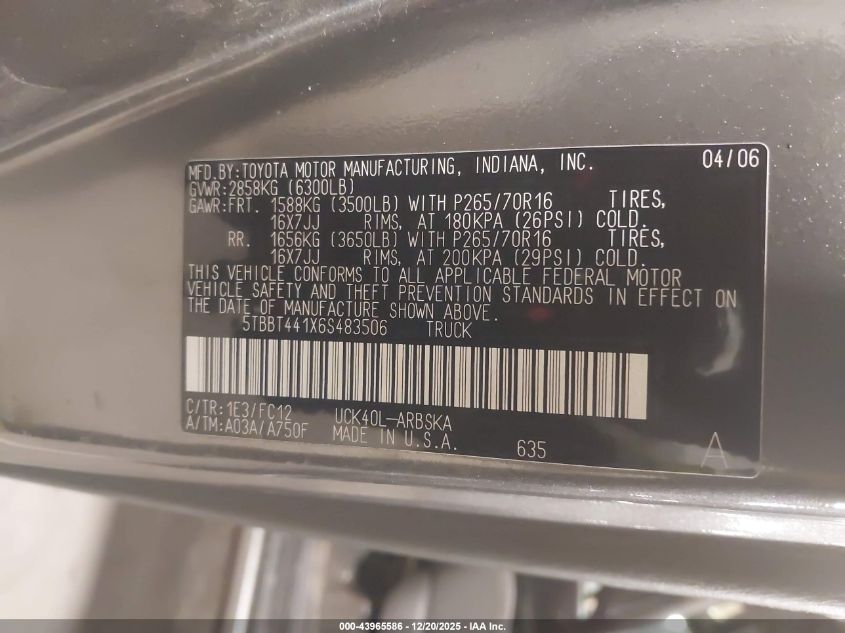 MFD.BY:TOYOTA MOTOR MANUFACTURING, INDIANA, INC. 04/06
GVWR:2858KG (6300LB)
GAWR:FRT. 1588KG (3500LB) WITH P265/70R16 TIRES,
16X7JJ RIMS, AT 180KPA (26PSI) COLD.
RR. 1656KG (3650LB) WITH P265/70R16 TIRES,
16X7JJ RIMS, AT 200KPA (29PSI) COLD.
THIS VEHICLE CONFORMS TO ALL APPLICABLE FEDERAL MOTOR
VEHICLE SAFETY AND THEFT PREVENTION STANDARDS IN EFFECT ON
THE DATE OF MANUFACTURE SHOWN ABOVE.
5TBBT441X6S483506 TRUCK
C/TR:1E3/FC12 UCK40L-ARBSKA
A/TM:A03A/A750F MADE IN U.S.A. 635 A
000-43965586 - 12/20/2025 - IAA Inc.